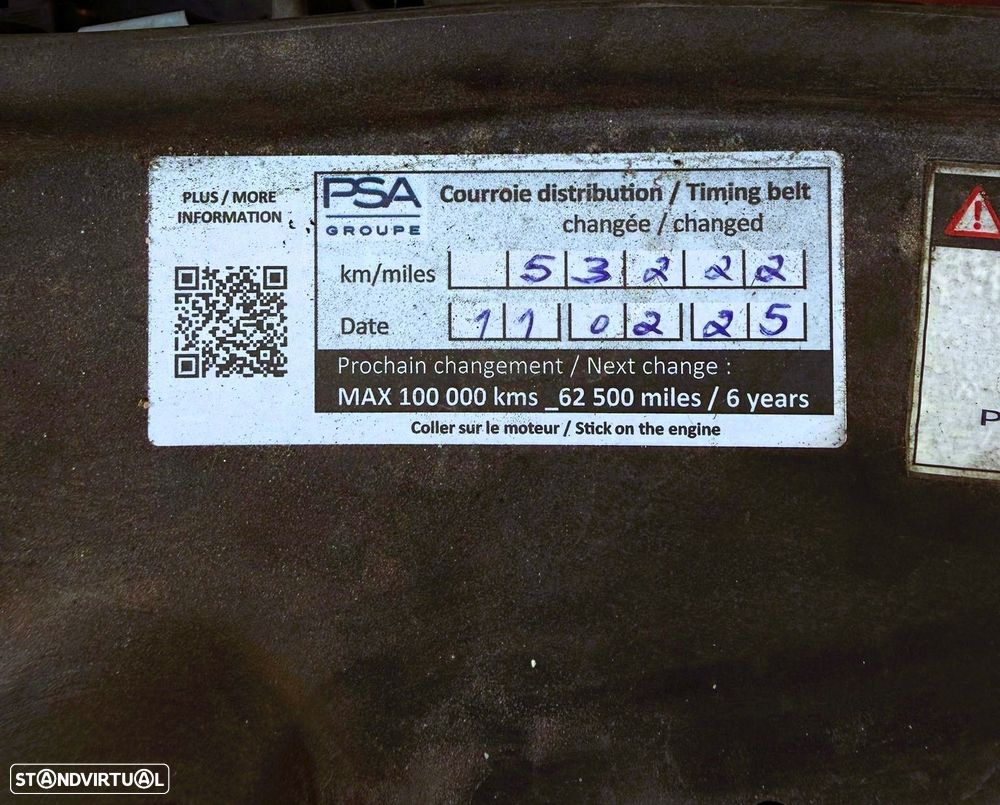 PLUS / MORE
INFORMATION
PSA
GROUPE
Courroie distribution / Timing belt
changée / changed
km/miles 5 3 2 2 2
Date 1 1 0 2 2 5
Prochain changement / Next change :
MAX 100 000 kms _62 500 miles / 6 years
Coller sur le moteur / Stick on the engine
P
STANDVIRTUAL